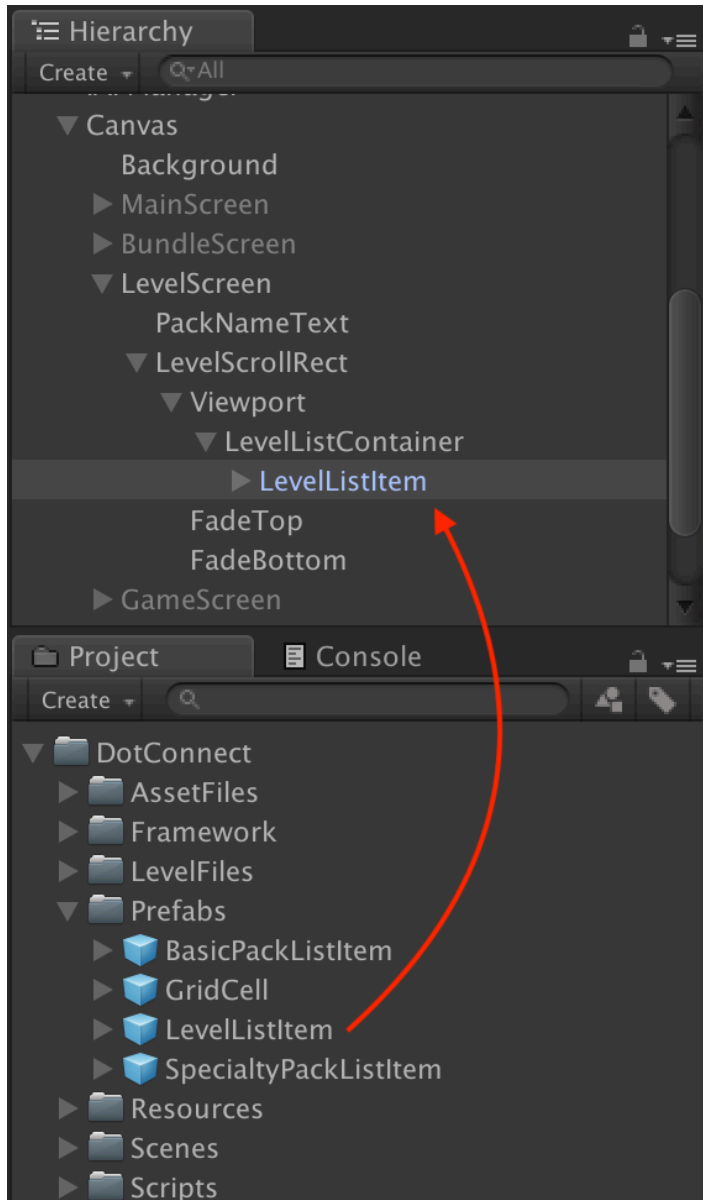 Hierarchy
Create All
Canvas
Background
MainScreen
BundleScreen
LevelScreen
PackNameText
LevelScrollRect
Viewport
LevelListContainer
LevelListItem
FadeTop
FadeBottom
GameScreen
Project Console
Create
DotConnect
AssetFiles
Framework
LevelFiles
Prefabs
BasicPackListItem
GridCell
LevelListItem
SpecialtyPackListItem
Resources
Scenes
Scripts